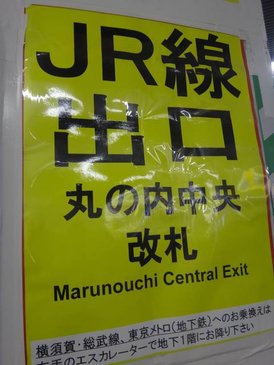 JR線
出口
丸の内中央
改札
Marunouchi Central Exit
横須賀・総武線、東京メトロ（地下鉄）へのお乗換えは
右手のエスカレーターで地下1階にお降り下さい